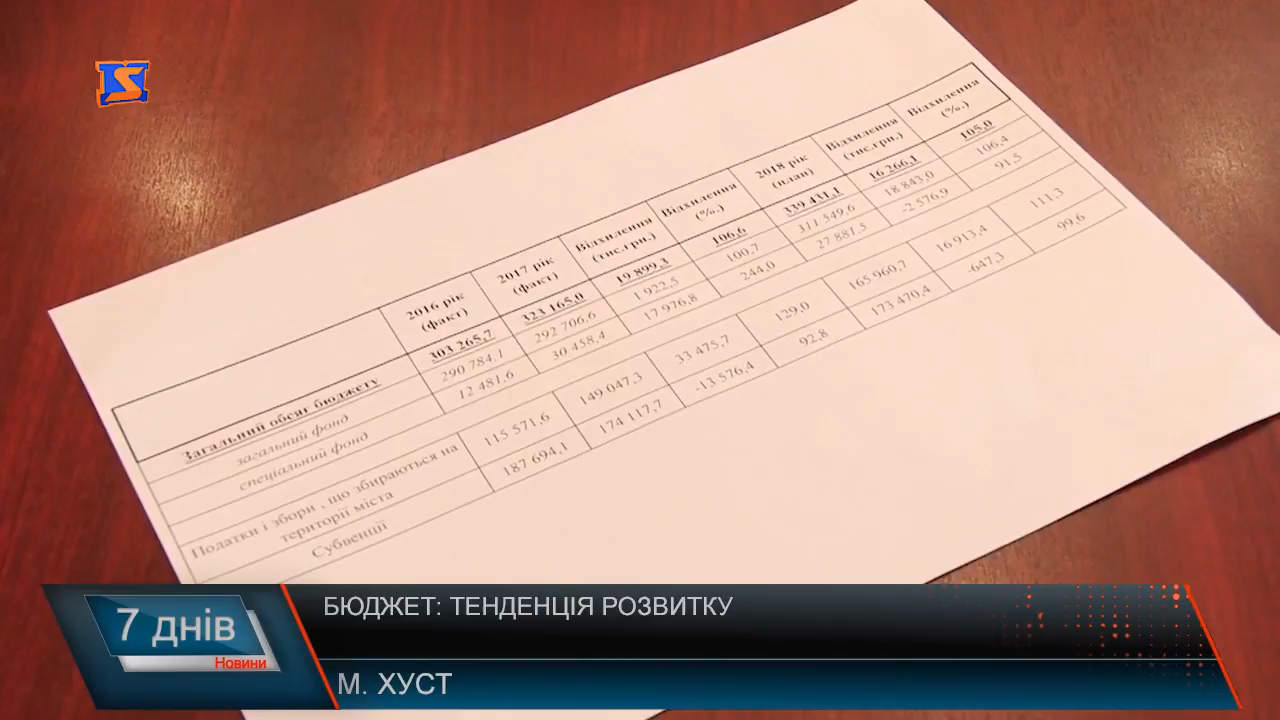 2016 рік (факт) 2017 рік (факт) Відхилення (тис.грн.) Відхилення (%.) 2018 рік (план) Відхилення (тис.грн.) Відхилення (%.)
Загальний обсяг бюджету 303 265,7 323 165,0 19 899,3 106,6 339 431,1 16 266,1 105,0
загальний фонд 290 784,1 292 706,6 1 922,5 100,7 311 549,6 18 843,0 106,4
спеціальний фонд 12 481,6 30 458,4 17 976,8 244,0 27 881,5 -2 576,9 91,5
Податки і збори , що збираються на території міста 115 571,6 149 047,3 33 475,7 129,0 165 960,7 16 913,4 111,3
Субвенції 187 694,1 174 117,7 -13 576,4 92,8 173 470,4 -647,3 99,6
7 днів
Новини
БЮДЖЕТ: ТЕНДЕНЦІЯ РОЗВИТКУ
М. ХУСТ